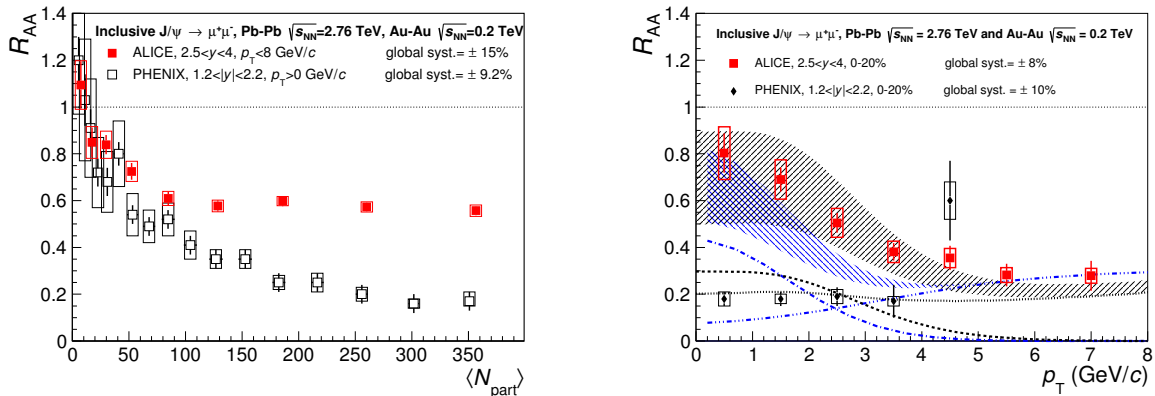 Inclusive J/ψ → μ⁺μ⁻, Pb-Pb √sNN=2.76 TeV, Au-Au √sNN=0.2 TeV
ALICE, 2.5<y<4, pT<8 GeV/c global syst.= ± 15%
PHENIX, 1.2<|y|<2.2, pT>0 GeV/c global syst.= ± 9.2%
RAA
1.4
1.2
1
0.8
0.6
0.4
0.2
0
0 50 100 150 200 250 300 350
⟨Npart⟩
Inclusive J/ψ → μ⁺μ⁻, Pb-Pb √sNN = 2.76 TeV and Au-Au √sNN = 0.2 TeV
ALICE, 2.5<y<4, 0-20% global syst. = ± 8%
PHENIX, 1.2<|y|<2.2, 0-20% global syst. = ± 10%
RAA
1.4
1.2
1
0.8
0.6
0.4
0.2
0
0 1 2 3 4 5 6 7 8
pT (GeV/c)